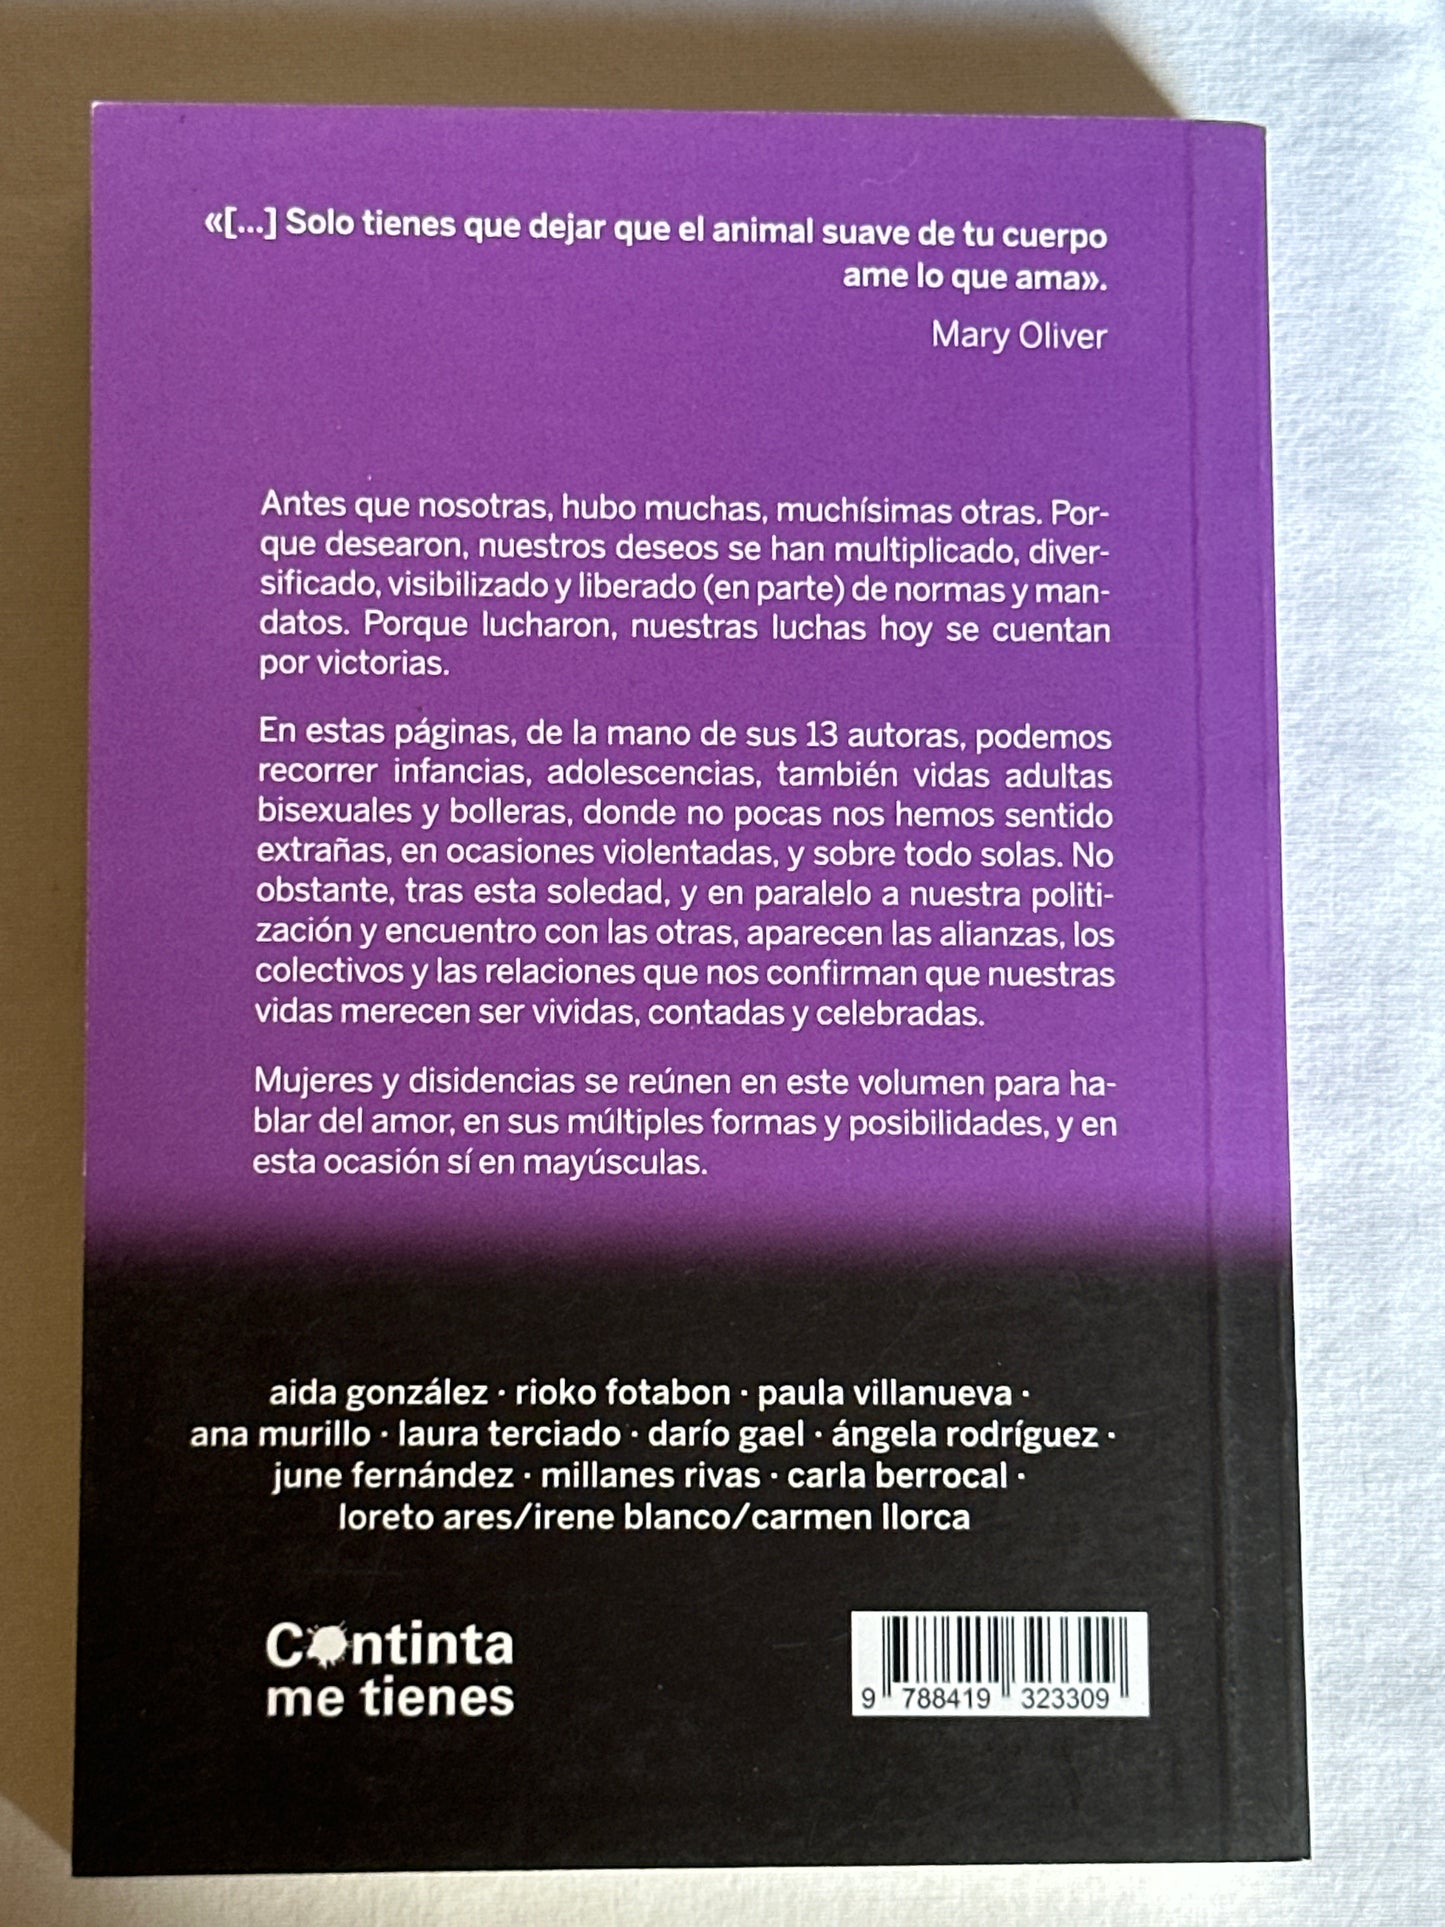 «[...] Solo tienes que dejar que el animal suave de tu cuerpo
ame lo que ama».
Mary Oliver
Antes que nosotras, hubo muchas, muchísimas otras. Por-
que desearon, nuestros deseos se han multiplicado, diver-
sificado, visibilizado y liberado (en parte) de normas y man-
datos. Porque lucharon, nuestras luchas hoy se cuentan
por victorias.
En estas páginas, de la mano de sus 13 autoras, podemos
recorrer infancias, adolescencias, también vidas adultas
bisexuales y bolleras, donde no pocas nos hemos sentido
extrañas, en ocasiones violentadas, y sobre todo solas. No
obstante, tras esta soledad, y en paralelo a nuestra politi-
zación y encuentro con las otras, aparecen las alianzas, los
colectivos y las relaciones que nos confirman que nuestras
vidas merecen ser vividas, contadas y celebradas.
Mujeres y disidencias se reúnen en este volumen para ha-
blar del amor, en sus múltiples formas y posibilidades, y en
esta ocasión sí en mayúsculas.
aida gonzález · rioko fotabon · paula villanueva ·
ana murillo · laura terciado · darío gael · ángela rodríguez ·
june fernández · millanes rivas · carla berrocal ·
loreto ares/irene blanco/carmen llorca
Continta
me tienes
9 788419 323309